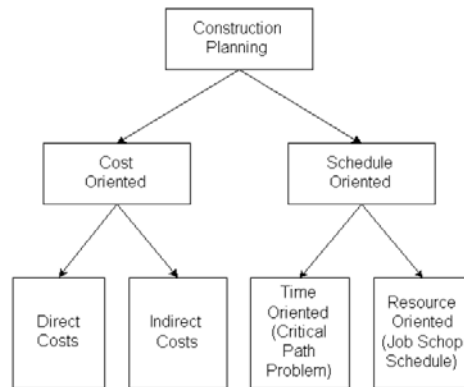 Construction
Planning
Cost
Oriented
Schedule
Oriented
Direct
Costs
Indirect
Costs
Time
Oriented
(Critical
Path
Problem)
Resource
Oriented
(Job Schop
Schedule)